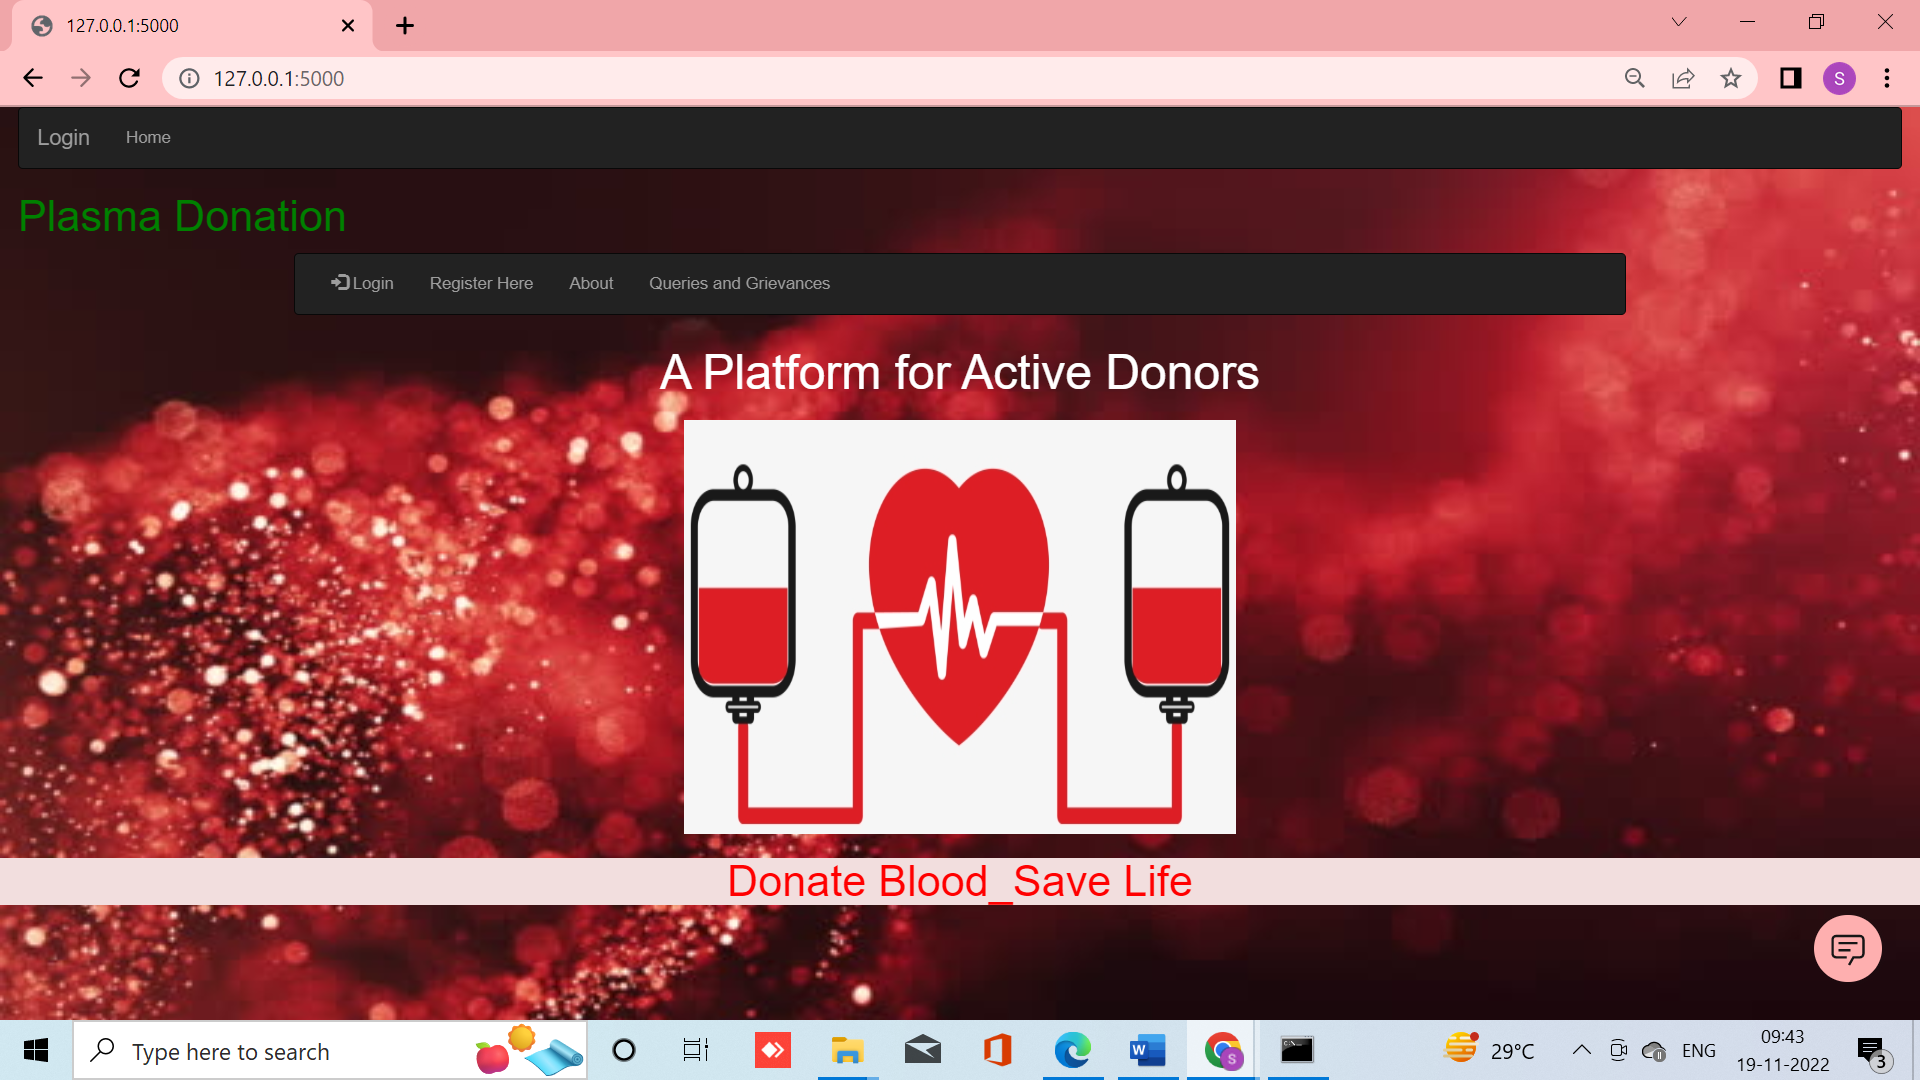 127.0.0.1:5000
127.0.0.1:5000
S
Login Home
Plasma Donation
Login Register Here About Queries and Grievances
A Platform for Active Donors
Donate Blood_Save Life
Type here to search
W
S
29°C
ENG
09:43
19-11-2022
3